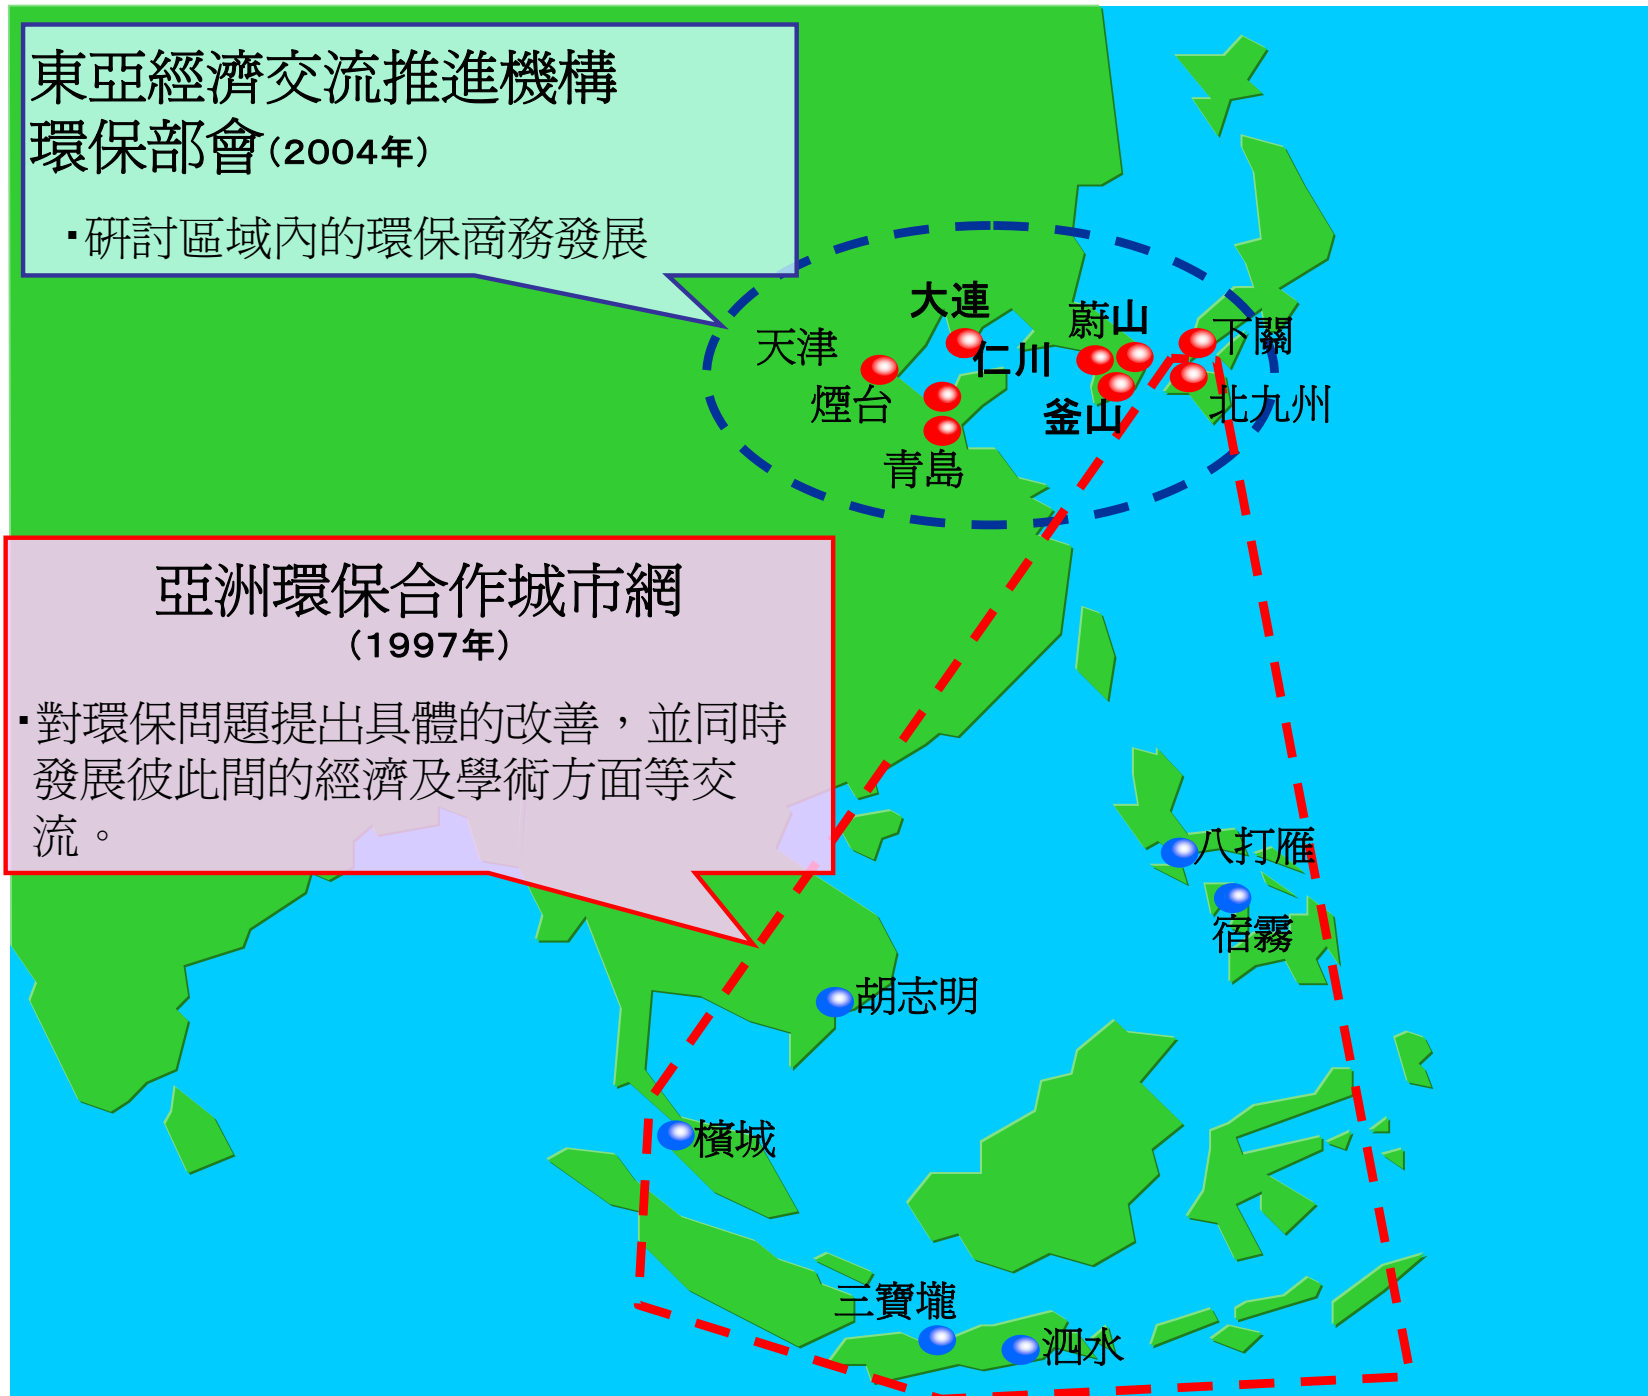 東亞經濟交流推進機構
環保部會(2004年)
・研討區域內的環保商務發展
大連
天津
仁川
蔚山
下關
煙台
釜山
北九州
青島
亞洲環保合作城市網
(1997年)
・對環保問題提出具體的改善，並同時
發展彼此間的經濟及學術方面等交
流。
八打雁
宿霧
胡志明
檳城
三寶壠
泗水